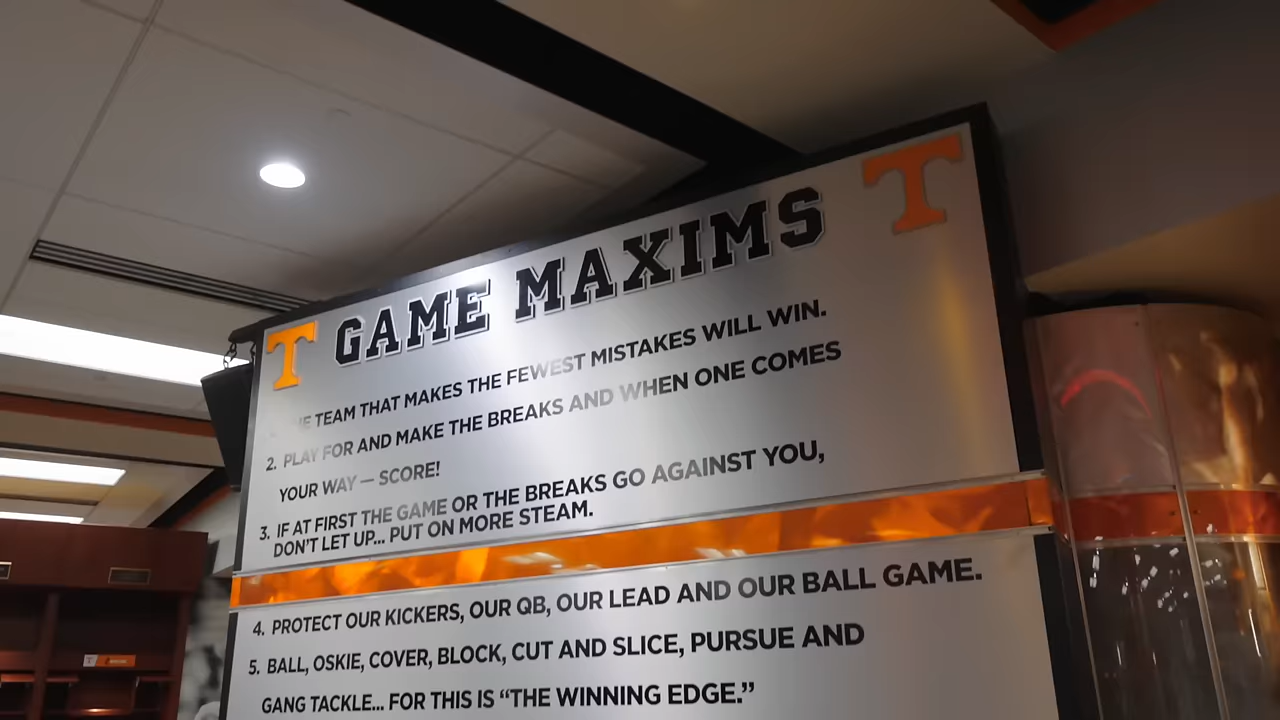 T GAME MAXIMS T
TEAM THAT MAKES THE FEWEST MISTAKES WILL WIN.
2. PLAY FOR AND MAKE THE BREAKS AND WHEN ONE COMES
YOUR WAY — SCORE!
3. IF AT FIRST THE GAME OR THE BREAKS GO AGAINST YOU,
DON'T LET UP... PUT ON MORE STEAM.
4. PROTECT OUR KICKERS, OUR QB, OUR LEAD AND OUR BALL GAME.
5. BALL, OSKIE, COVER, BLOCK, CUT AND SLICE, PURSUE AND
GANG TACKLE... FOR THIS IS “THE WINNING EDGE.”